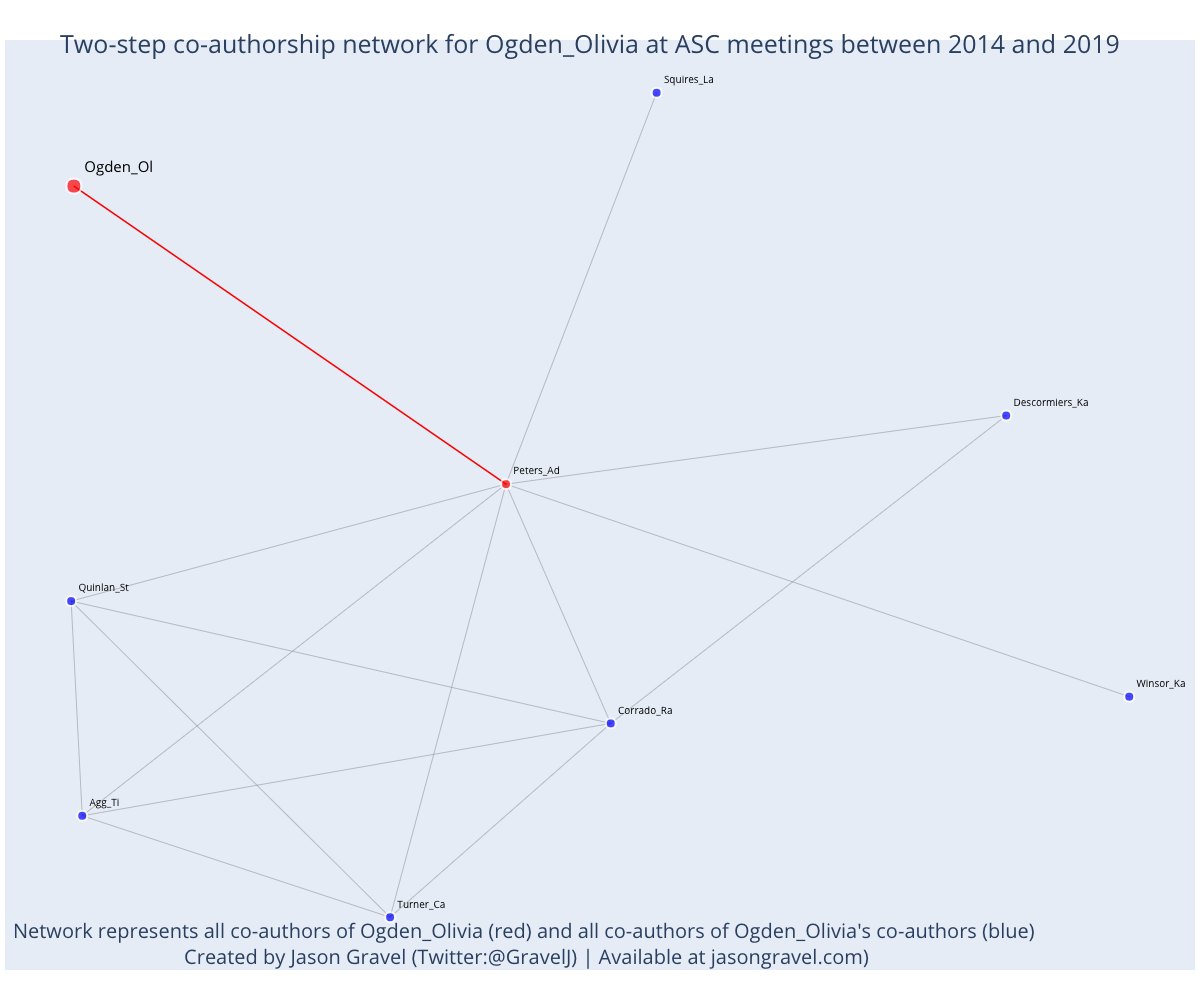 Two-step co-authorship network for Ogden_Olivia at ASC meetings between 2014 and 2019
Squires_La
Ogden_Ol
Descormiers_Ka
Peters_Ad
Quinlan_St
Winsor_Ka
Corrado_Ra
Agg_Ti
Turner_Ca
Network represents all co-authors of Ogden_Olivia (red) and all co-authors of Ogden_Olivia's co-authors (blue)
Created by Jason Gravel (Twitter:@GravelJ) | Available at jasongravel.com)